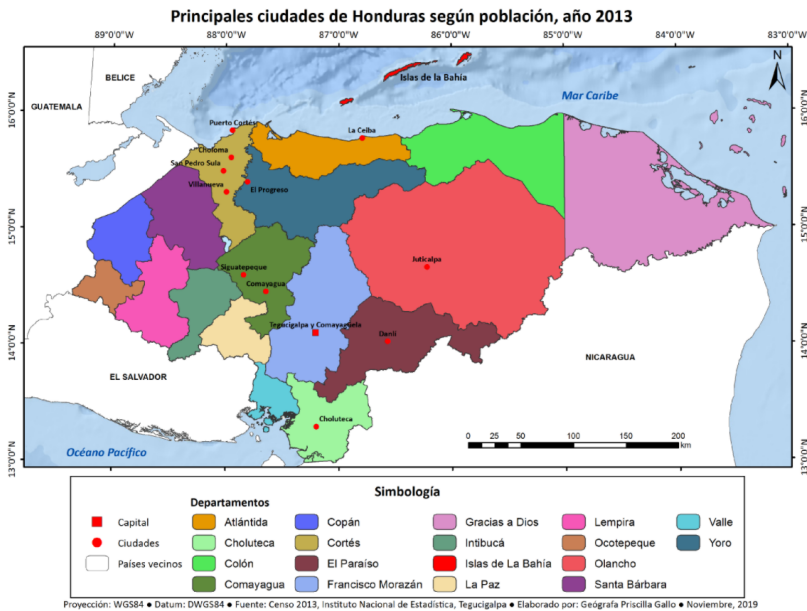 Principales ciudades de Honduras según población, año 2013
89°0'0"W 88°0'0"W 87°0'0"W 86°0'0"W 85°0'0"W 84°0'0"W 83°0'0"W
BELICE
Islas de la Bahía
N
GUATEMALA
Mar Caribe
16°0'0"N
16°0'0"N
Puerto Cortés
La Ceiba
Choloma
San Pedro Sula
Villanueva
El Progreso
15°0'0"N
15°0'0"N
Siguatepeque
Juticalpa
Comayagua
Tegucigalpa y Comayaguela
Danlí
14°0'0"N
14°0'0"N
NICARAGUA
EL SALVADOR
Choluteca
0 25 50 100 150 200
km
Océano Pacífico
13°0'0"N
13°0'0"N
Simbología
Departamentos
Capital
Ciudades
Países vecinos
Atlántida
Choluteca
Colón
Comayagua
Copán
Cortés
El Paraíso
Francisco Morazán
Gracias a Dios
Intibucá
Islas de La Bahía
La Paz
Lempira
Ocotepeque
Olancho
Santa Bárbara
Valle
Yoro
Proyección: WGS84 ● Datum: DWGS84 ● Fuente: Censo 2013, Instituto Nacional de Estadística, Tegucigalpa ● Elaborado por: Geógrafa Priscilla Gallo ● Noviembre, 2019